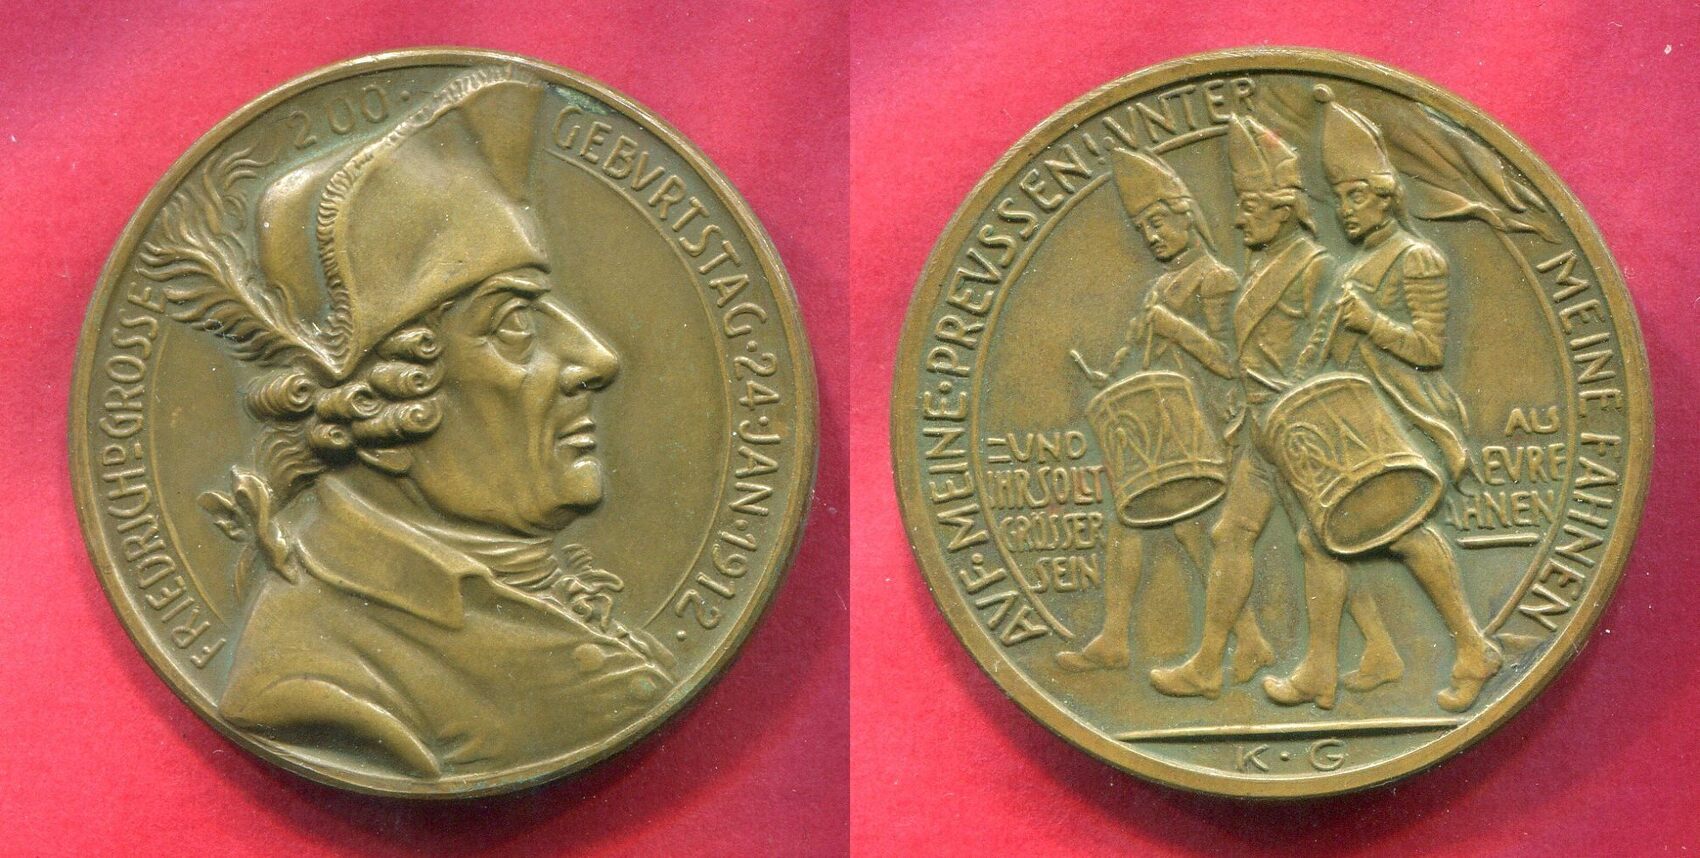 FRIEDRICH D· GROSSE
200· GEBVRTSTAG·24·JAN·1912·
AVF·MEINE·PREVSSEN!·VNTER MEINE FAHNEN
=UND
IHR SOLLT
GRÖSSER
SEIN
ALS
EVRE
AHNEN
K·G